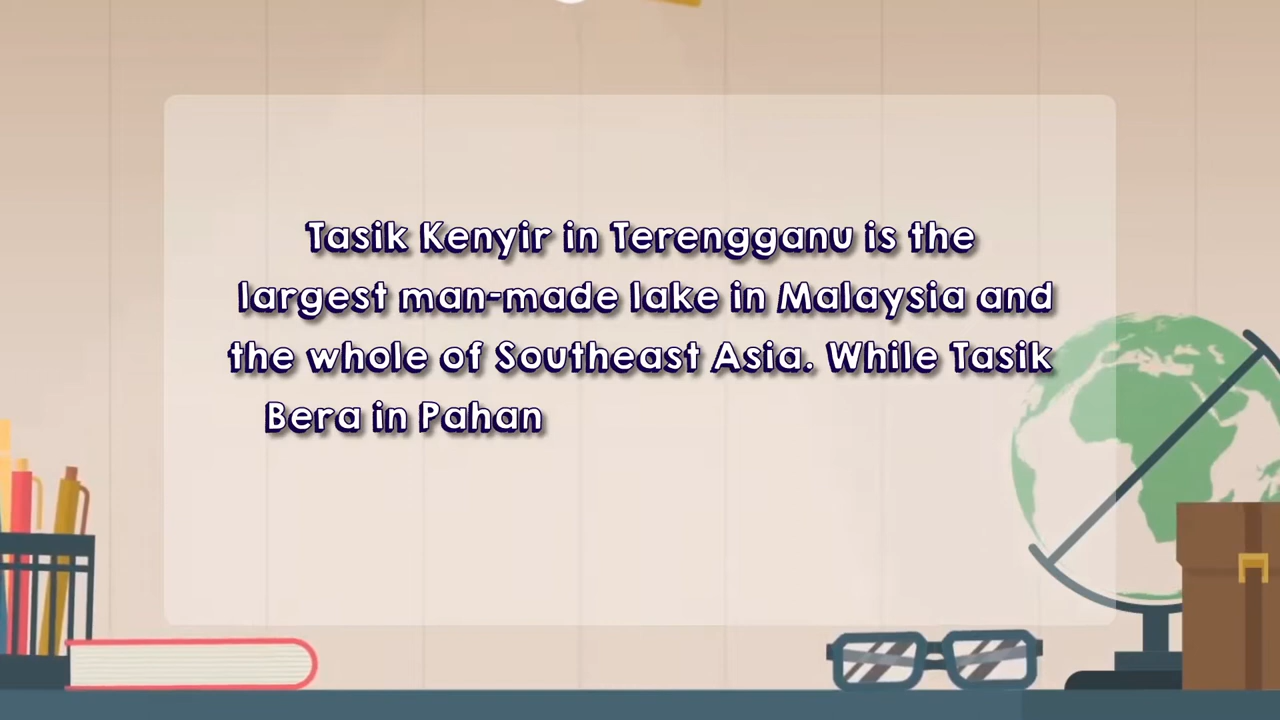 Tasik Kenyir in Terengganu is the
largest man-made lake in Malaysia and
the whole of Southeast Asia. While Tasik
Bera in Pahan